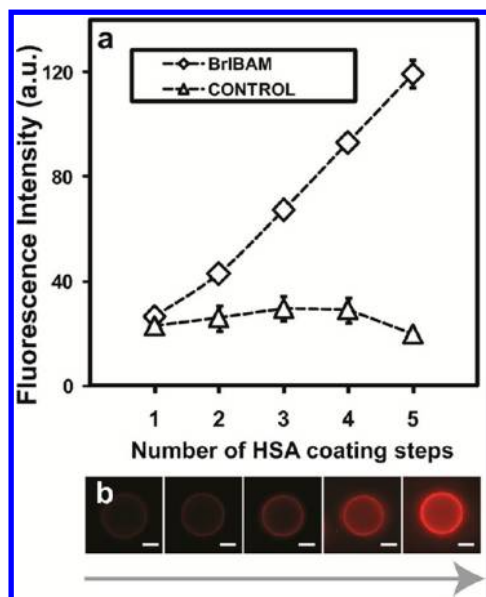 a
BrIBAM
CONTROL
Fluorescence Intensity (a.u.)
120
80
40
0
1 2 3 4 5
Number of HSA coating steps
b